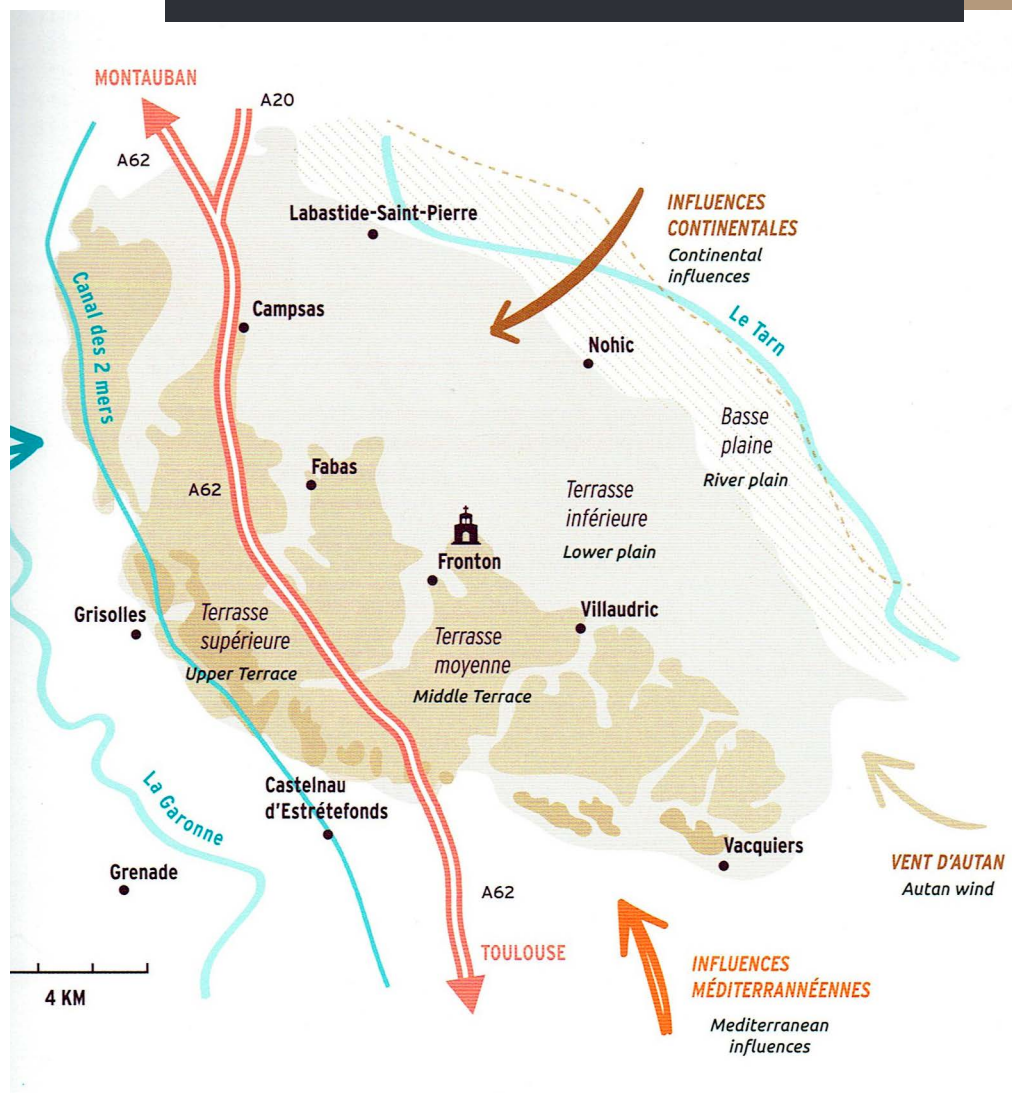 MONTAUBAN
A20
A62
Labastide-Saint-Pierre
INFLUENCES
CONTINENTALES
Continental
influences
Canal des 2 mers
Campsas
Le Tarn
Nohic
Basse
plaine
River plain
Fabas
A62
Terrasse
inférieure
Lower plain
Fronton
Grisolles
Terrasse
supérieure
Upper Terrace
Villaudric
Terrasse
moyenne
Middle Terrace
La Garonne
Castelnau
d'Estrétefonds
Vacquiers
VENT D'AUTAN
Autan wind
Grenade
A62
TOULOUSE
INFLUENCES
MÉDITERRANNÉENNES
Mediterranean
influences
4 KM